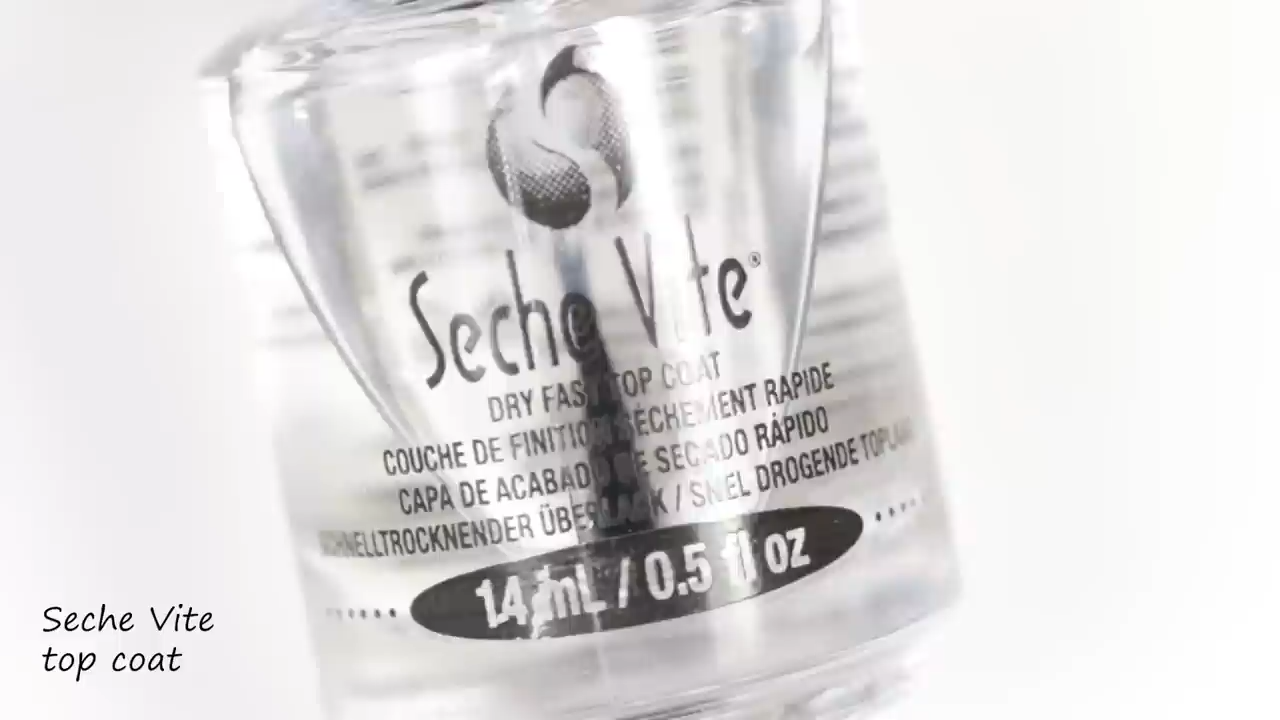 Seche Vite®
DRY FAST TOP COAT
COUCHE DE FINITION SÉCHEMENT RAPIDE
CAPA DE ACABADO DE SECADO RÁPIDO
SCHNELLTROCKNENDER ÜBERLACK / SNEL DROGENDE TOPLAAG
14 mL / 0.5 fl oz
Seche Vite
top coat